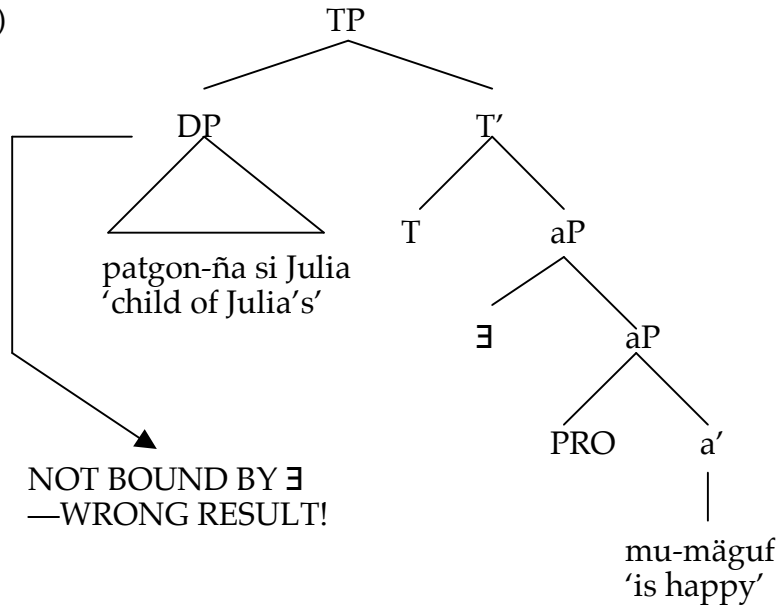 )
TP
DP T’
T aP
patgon-ña si Julia
‘child of Julia’s’
∃ aP
PRO a’
NOT BOUND BY ∃
—WRONG RESULT!
mu-mäguf
‘is happy’